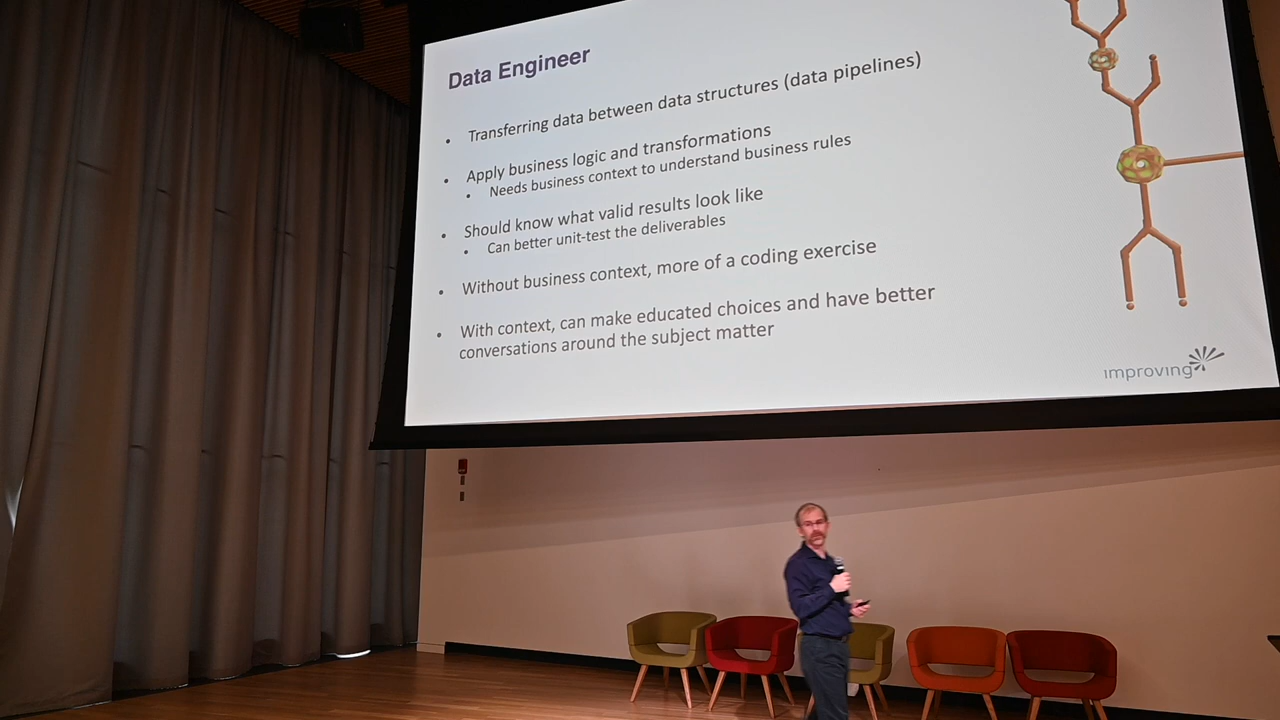 Data Engineer
Transferring data between data structures (data pipelines)
Apply business logic and transformations
Needs business context to understand business rules
Should know what valid results look like
Can better unit-test the deliverables
Without business context, more of a coding exercise
With context, can make educated choices and have better
conversations around the subject matter
improving